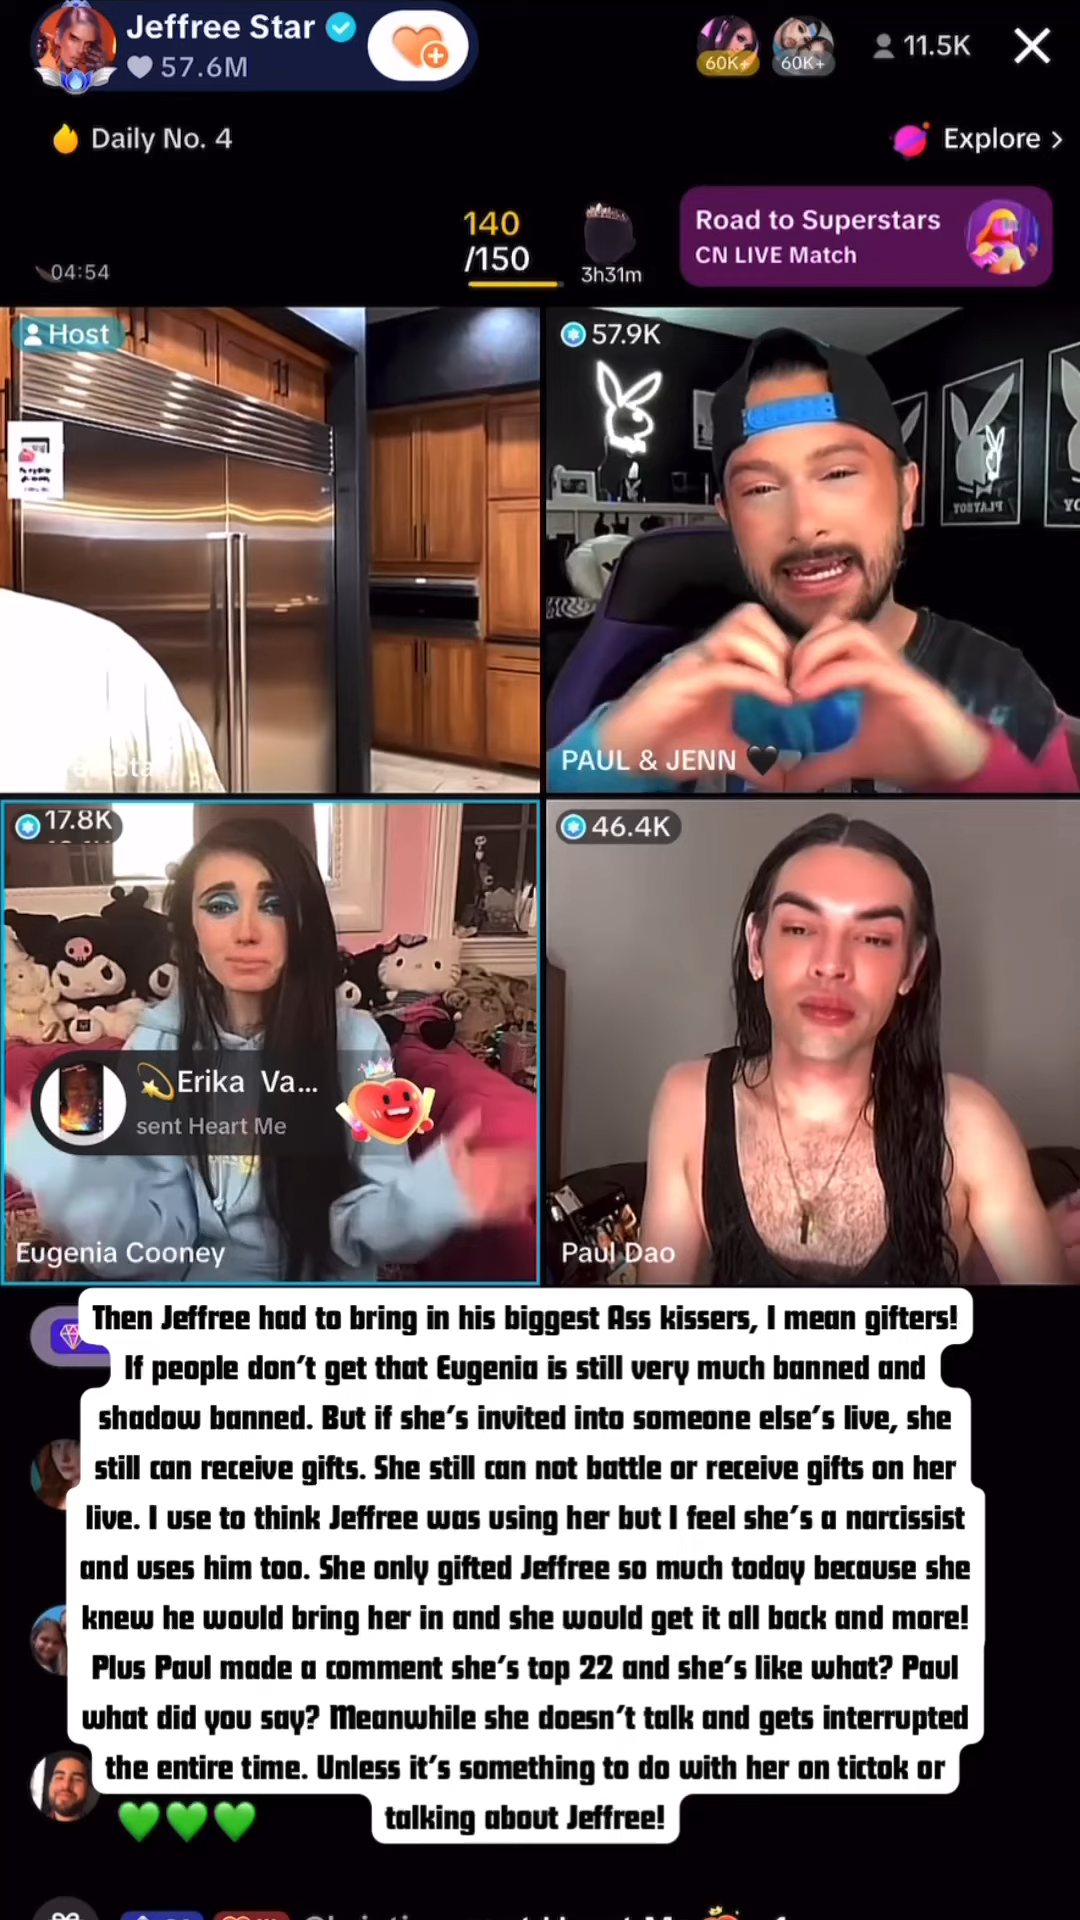 Jeffree Star
57.6M
60K+
60K+
11.5K
Daily No. 4
Explore >
140
/150
04:54
3h31m
Road to Superstars
CN LIVE Match
Host
57.9K
PLAYBOY
PAUL & JENN 🖤
17.8K
46.4K
Erika Va...
sent Heart Me
Eugenia Cooney
Paul Dao
Then Jeffree had to bring in his biggest Ass kissers, I mean gifters!
If people don't get that Eugenia is still very much banned and
shadow banned. But if she's invited into someone else's live, she
still can receive gifts. She still can not battle or receive gifts on her
live. I use to think Jeffree was using her but I feel she's a narcissist
and uses him too. She only gifted Jeffree so much today because she
knew he would bring her in and she would get it all back and more!
Plus Paul made a comment she's top 22 and she's like what? Paul
what did you say? Meanwhile she doesn't talk and gets interrupted
the entire time. Unless it's something to do with her on tictok or
talking about Jeffree!
💚💚💚